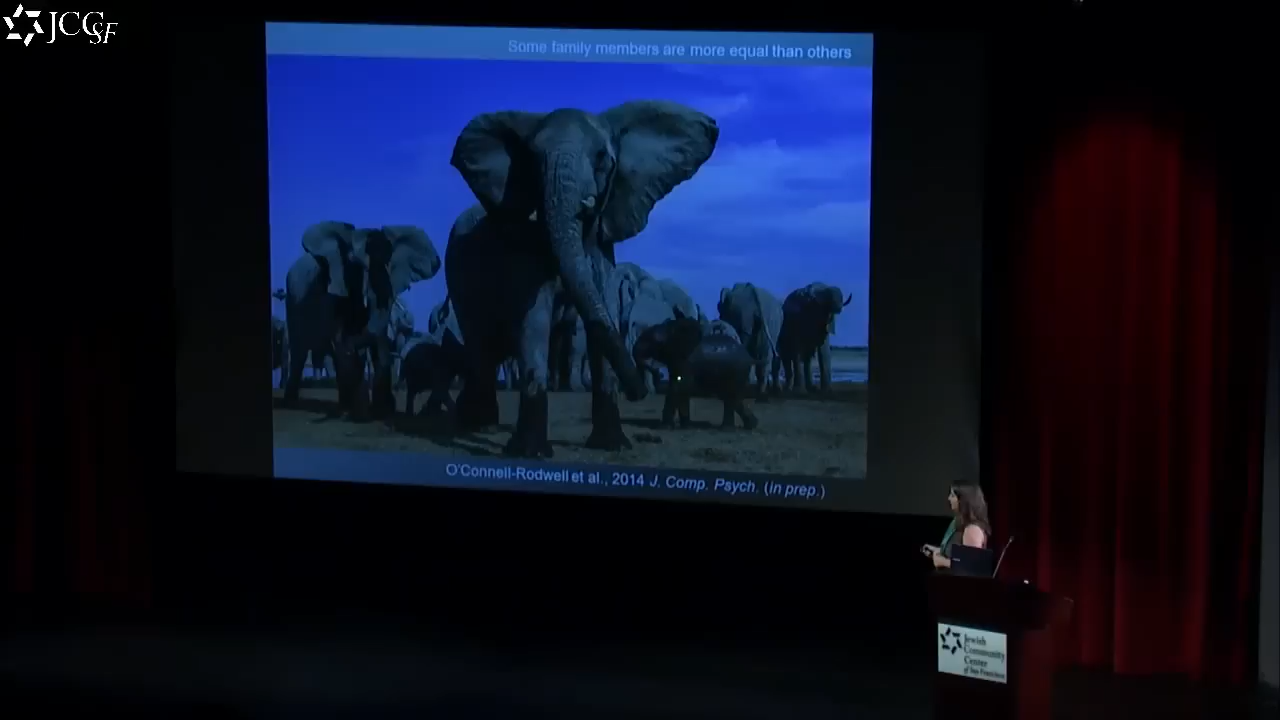 JCCSF
Some family members are more equal than others
O'Connell-Rodwell et al., 2014 J. Comp. Psych. (in prep.)
Jewish
Community
Center
of San Francisco